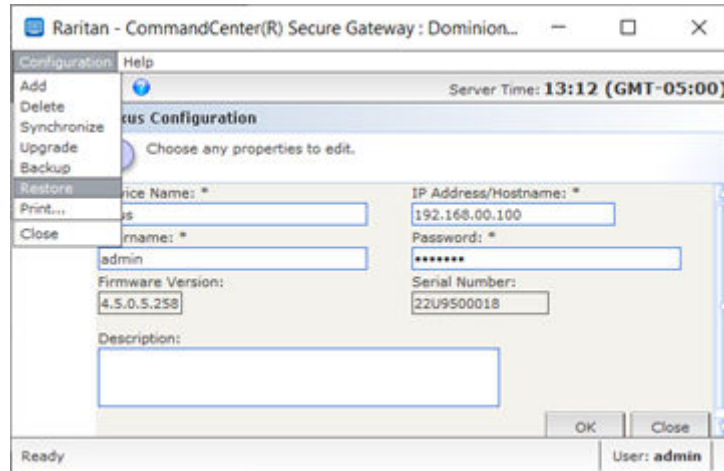 Raritan - CommandCenter(R) Secure Gateway : Dominion...
Configuration Help
Add
Delete
Synchronize
Upgrade
Backup
Restore
Print...
Close
Server Time: 13:12 (GMT-05:00)
Configuration
Choose any properties to edit.
Name: *
IP Address/Hostname: *
192.168.00.100
Password: *
•••••••
admin
Firmware Version:
Serial Number:
4.5.0.5.258
22U9500018
Description:
OK Close
Ready
User: admin